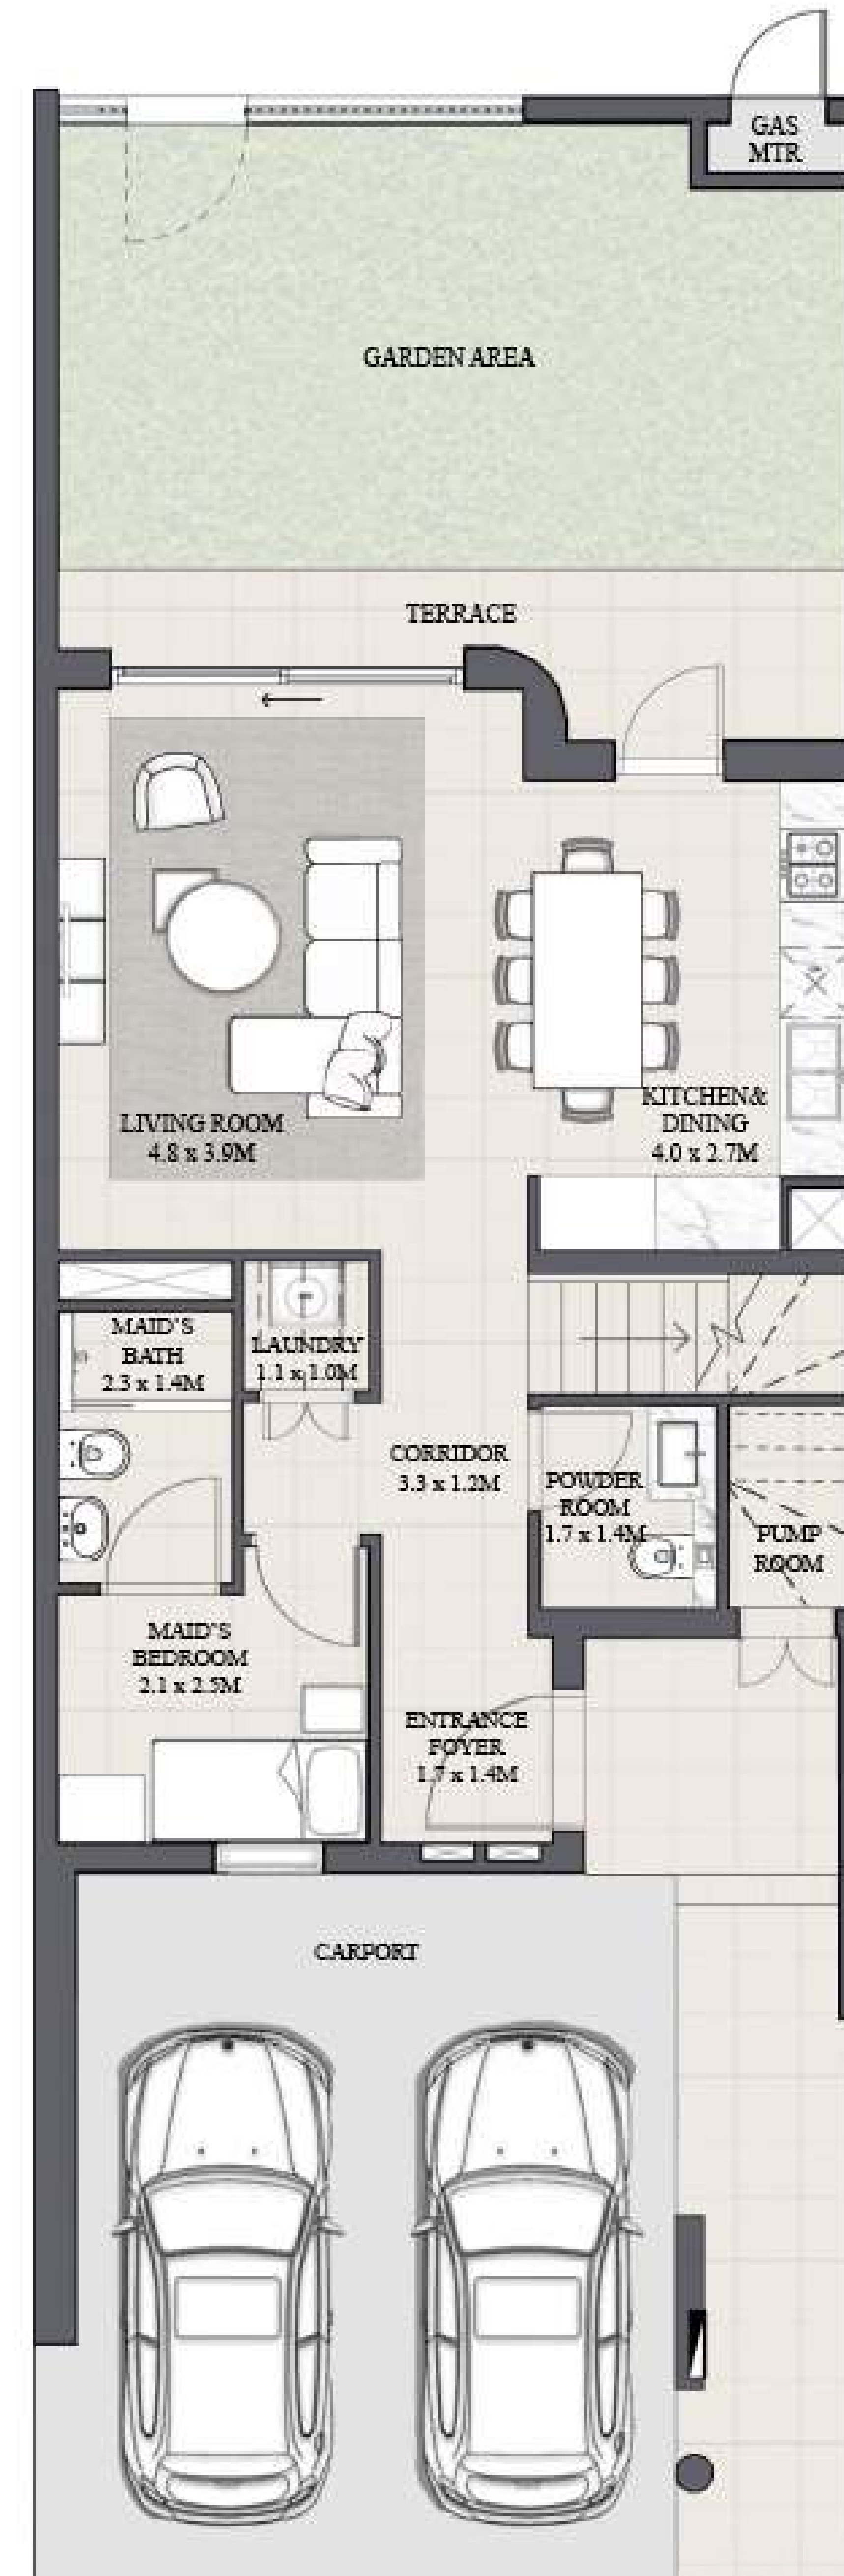 GAS
MTR
GARDEN AREA
TERRACE
LIVING ROOM
4.8 x 3.9M
KITCHEN&
DINING
4.0 x 2.7M
MAID'S
BATH
2.3 x 1.4M
LAUNDRY
1.1 x 1.0M
CORRIDOR
3.3 x 1.2M
POWDER
ROOM
1.7 x 1.4M
PUMP
ROOM
MAID'S
BEDROOM
2.1 x 2.5M
ENTRANCE
FOYER
1.7 x 1.4M
CARPORT